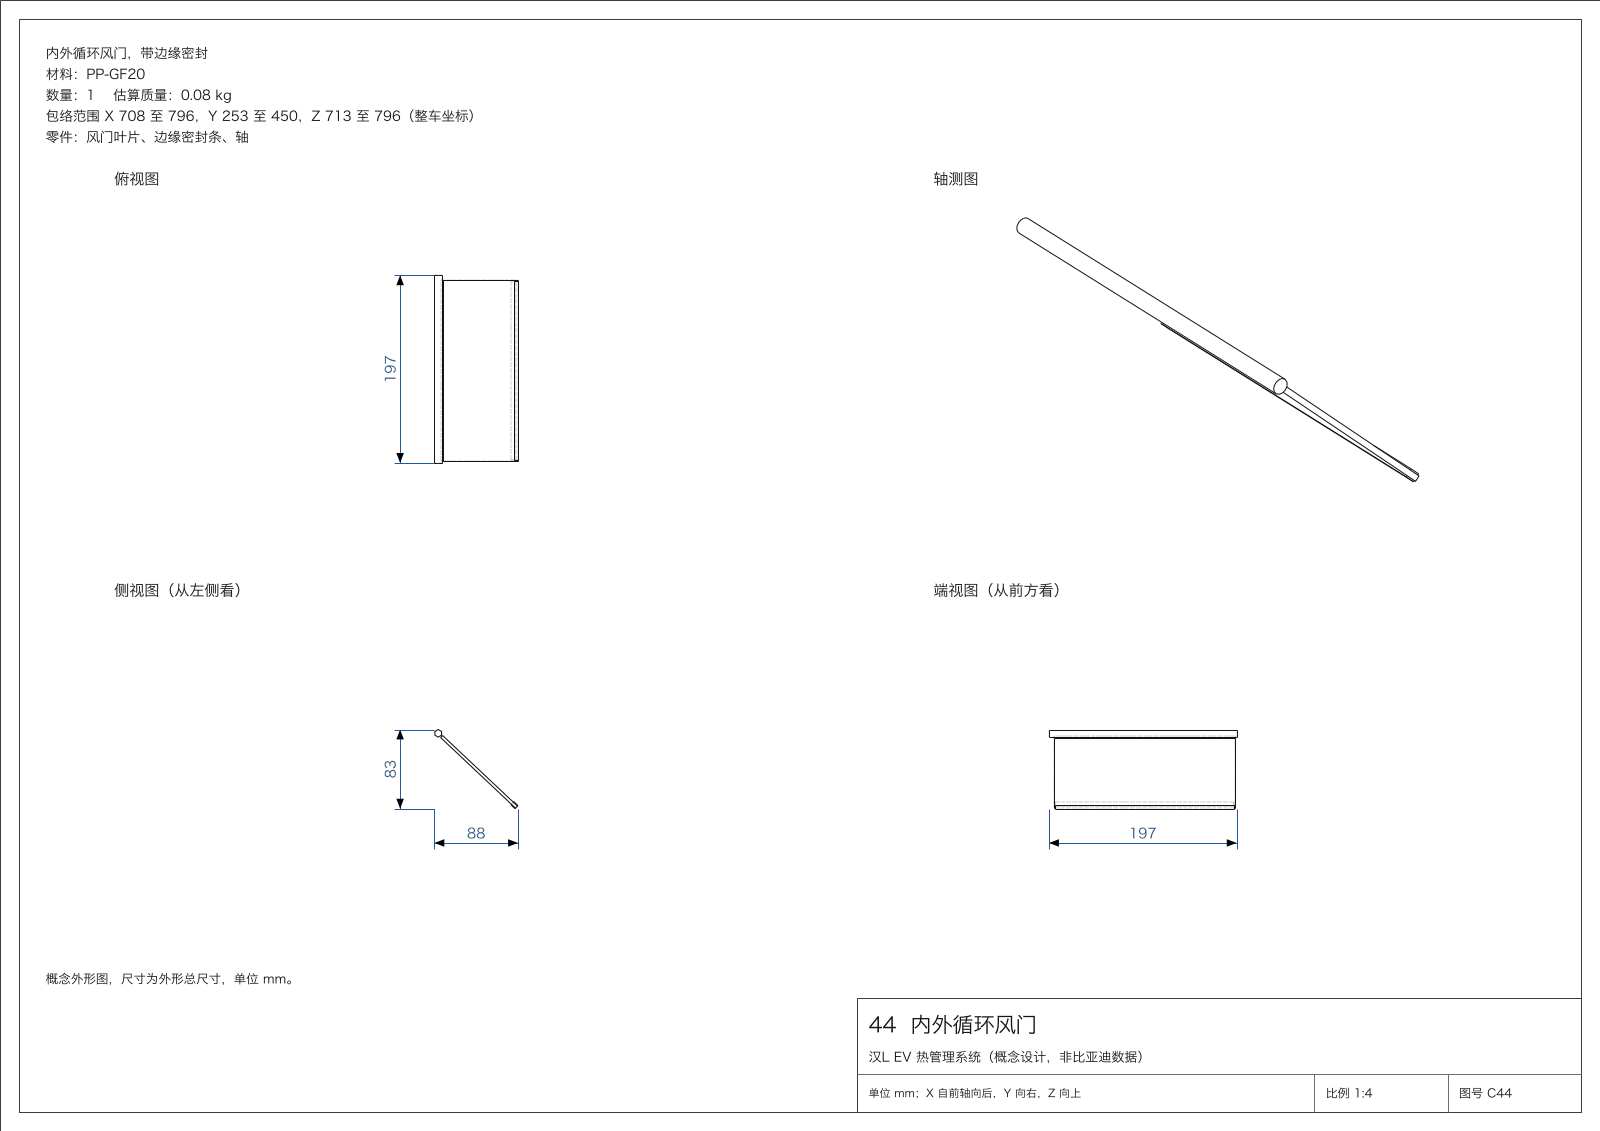 内外循环风门，带边缘密封
材料：PP-GF20
数量：1    估算质量：0.08 kg
包络范围 X 708 至 796，Y 253 至 450，Z 713 至 796（整车坐标）
零件：风门叶片、边缘密封条、轴
俯视图
轴测图
197
侧视图（从左侧看）
端视图（从前方看）
83
88
197
概念外形图，尺寸为外形总尺寸，单位 mm。
44  内外循环风门
汉L EV 热管理系统（概念设计，非比亚迪数据）
单位 mm；X 自前轴向后，Y 向右，Z 向上
比例 1:4
图号 C44